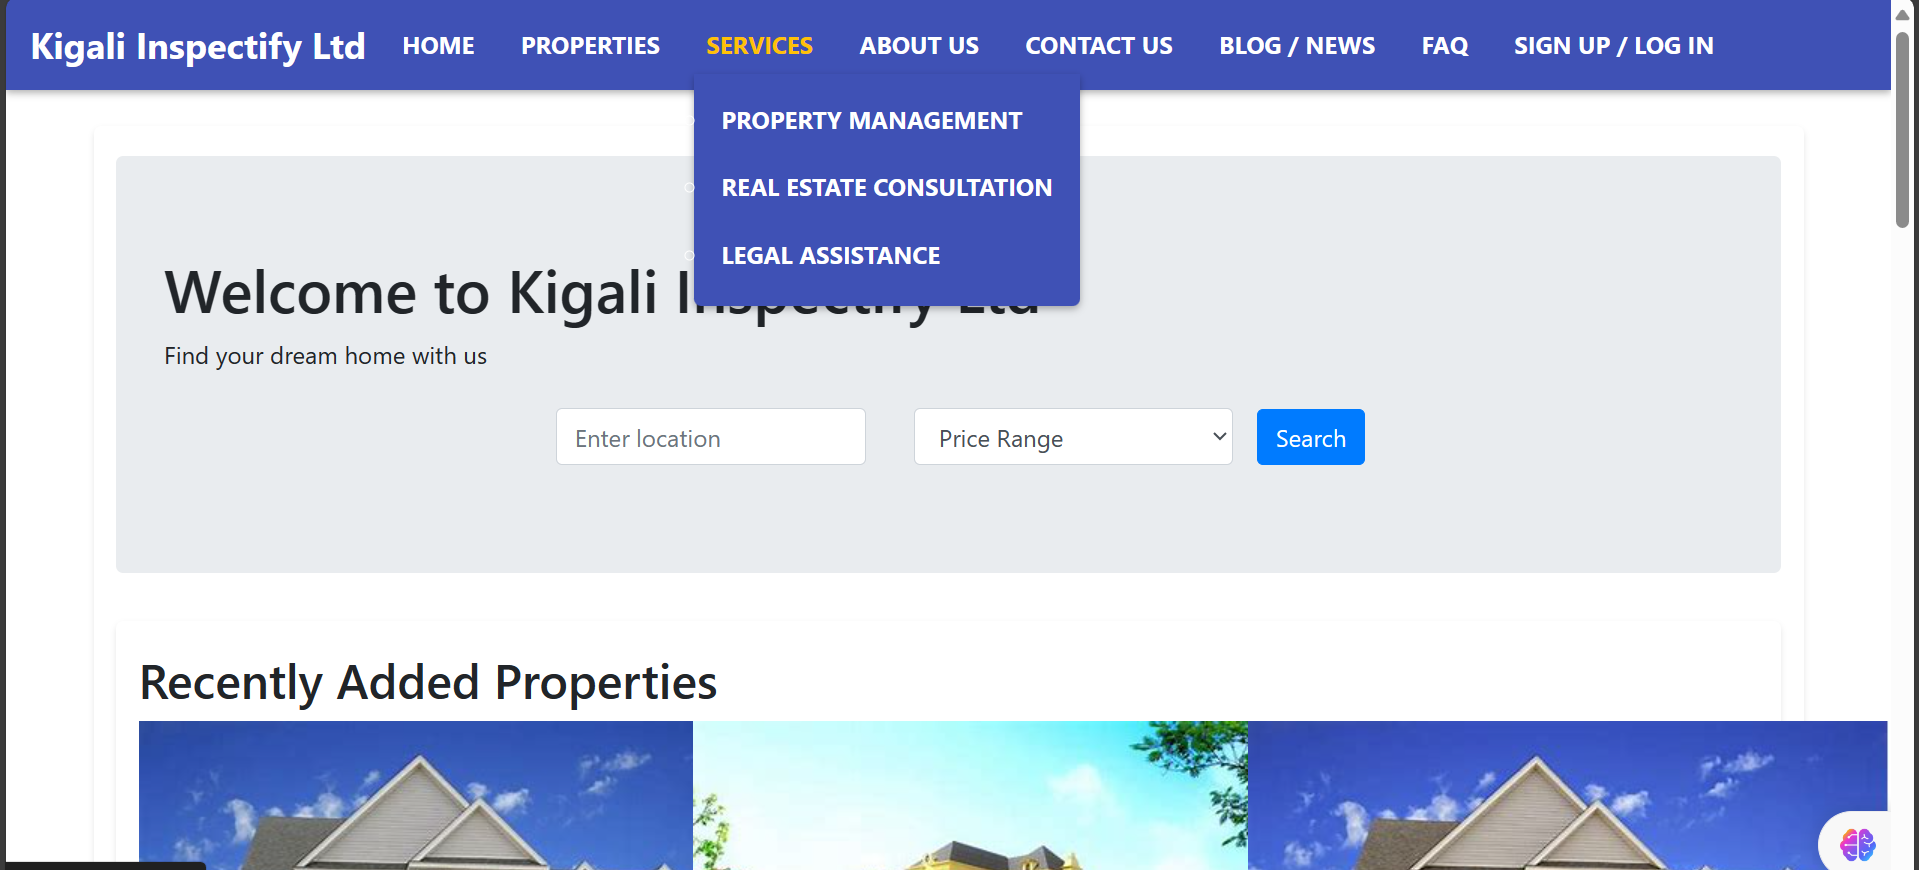 Kigali Inspectify Ltd HOME PROPERTIES SERVICES ABOUT US CONTACT US BLOG / NEWS FAQ SIGN UP / LOG IN
PROPERTY MANAGEMENT
REAL ESTATE CONSULTATION
LEGAL ASSISTANCE
Welcome to Kigali Inspectify Ltd
Find your dream home with us
Enter location
Price Range
Search
Recently Added Properties